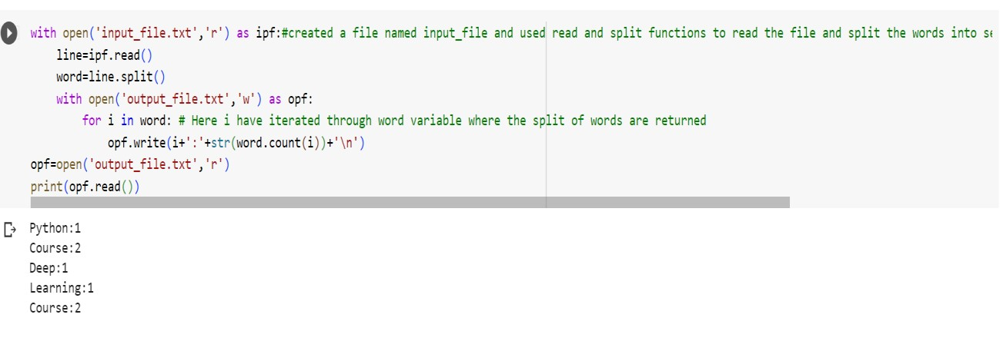 with open('input_file.txt','r') as ipf:#created a file named input_file and used read and split functions to read the file and split the words into
    line=ipf.read()
    word=line.split()
    with open('output_file.txt','w') as opf:
        for i in word: # Here i have iterated through word variable where the split of words are returned
            opf.write(i+':'+str(word.count(i))+'\n')
opf=open('output_file.txt','r')
print(opf.read())
Python:1
Course:2
Deep:1
Learning:1
Course:2